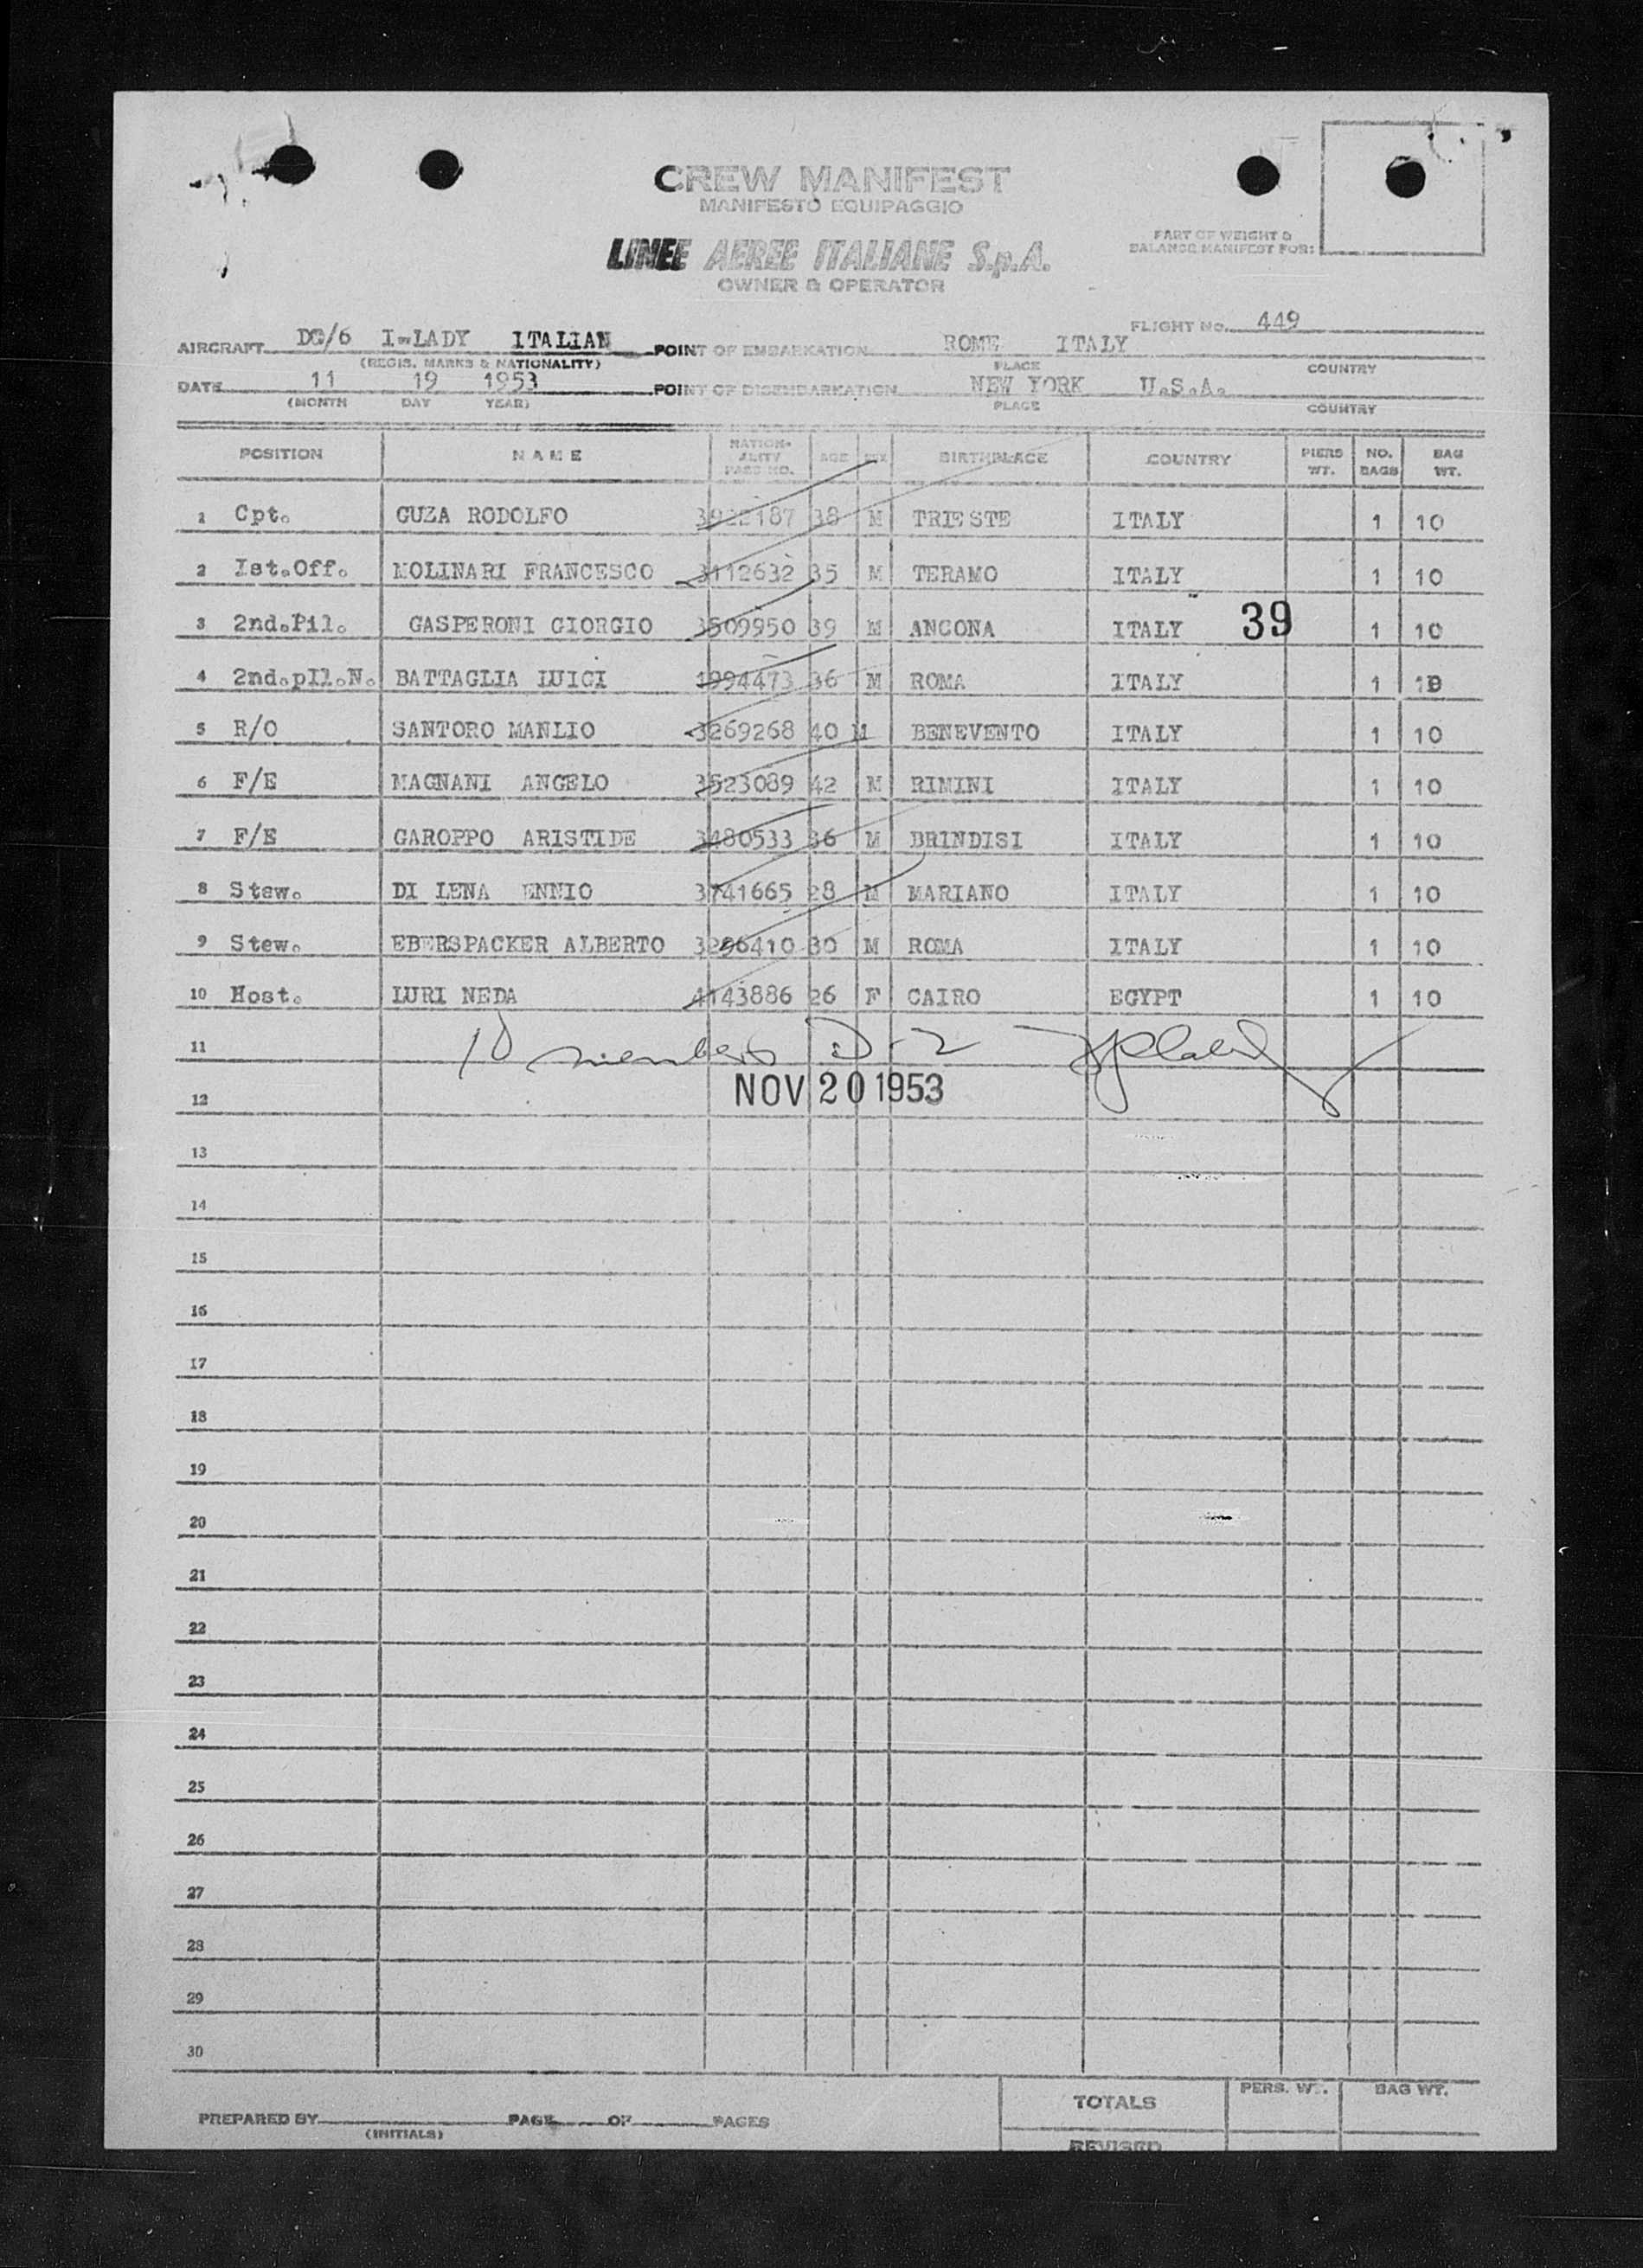 CREW MANIFEST
MANIFESTO EQUIPAGGIO
LINEE AEREE ITALIANE S.p.A.
OWNER & OPERATOR
PART OF WEIGHT &
BALANCE MANIFEST FOR:
FLIGHT No. 449
AIRCRAFT DC/6 I-LADY ITALIAN POINT OF EMBARKATION ROME ITALY
(REGIS. MARKS & NATIONALITY) PLACE COUNTRY
DATE 11 19 1953 POINT OF DISEMBARKATION NEW YORK U.S.A.
(MONTH DAY YEAR) PLACE COUNTRY
POSITION NAME NATION-ALITY PASS NO. AGE SEX BIRTHPLACE COUNTRY PIERS WT. NO. BAGS BAG WT.
1 Cpt. GUZA RODOLFO 3922187 38 M TRIESTE ITALY 1 10
2 Ist.Off. MOLINARI FRANCESCO 3112632 35 M TERAMO ITALY 1 10
3 2nd.Pil. GASPERONI GIORGIO 3509950 39 M ANCONA ITALY 39 1 10
4 2nd.pIl.N. BATTAGLIA LUIGI 1994473 36 M ROMA ITALY 1 10
5 R/O SANTORO MANLIO 3269268 40 M BENEVENTO ITALY 1 10
6 F/E MAGNANI ANGELO 3523089 42 M RIMINI ITALY 1 10
7 F/E GAROPPO ARISTIDE 3480533 36 M BRINDISI ITALY 1 10
8 Stew. DI LENA ENNIO 3741665 28 M MARIANO ITALY 1 10
9 Stew. EBERSPACKER ALBERTO 3296410 30 M ROMA ITALY 1 10
10 Host. LURI NEDA 4143886 26 F CAIRO EGYPT 1 10
11 10 members D-2
12 NOV 20 1953
13
14
15
16
17
18
19
20
21
22
23
24
25
26
27
28
29
30
TOTALS PERS. WT. BAG WT.
PREPARED BY PAGE OF PAGES
(INITIALS)
REVISED